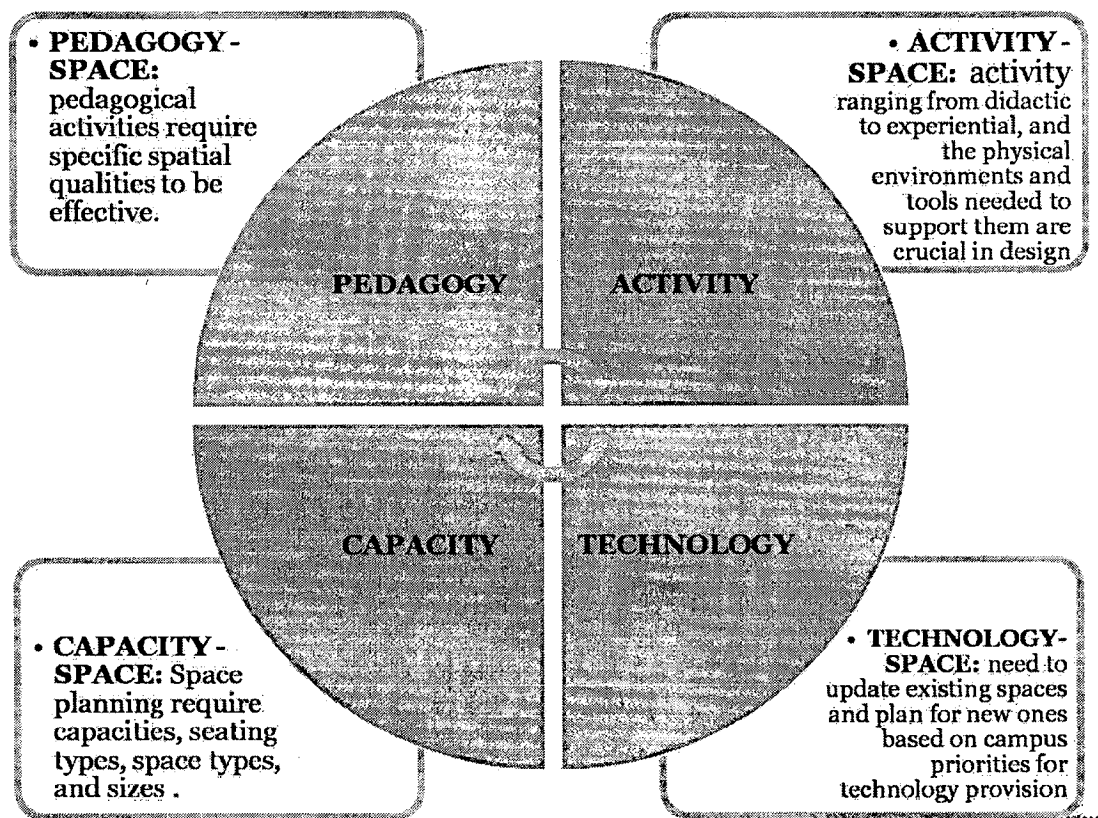 • PEDAGOGY-
SPACE:
pedagogical
activities require
specific spatial
qualities to be
effective.
• ACTIVITY-
SPACE: activity
ranging from didactic
to experiential, and
the physical
environments and
tools needed to
support them are
crucial in design
PEDAGOGY
ACTIVITY
CAPACITY
TECHNOLOGY
• CAPACITY-
SPACE: Space
planning require
capacities, seating
types, space types,
and sizes .
• TECHNOLOGY-
SPACE: need to
update existing spaces
and plan for new ones
based on campus
priorities for
technology provision